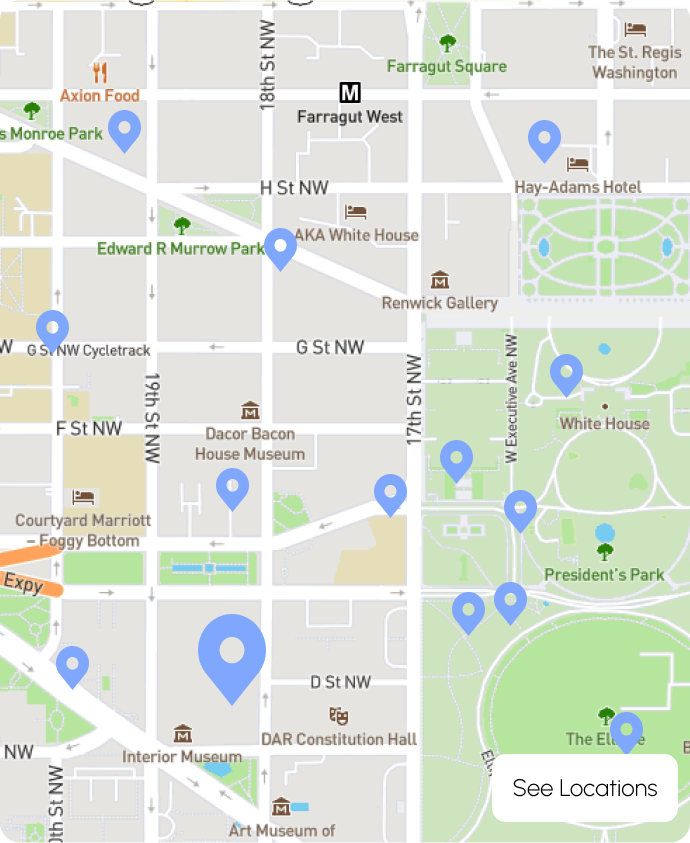 18th St NW
The St. Regis
Washington
Farragut Square
Axion Food
M
Farragut West
s Monroe Park
H St NW
Hay-Adams Hotel
AKA White House
Edward R Murrow Park
Renwick Gallery
W
G St NW Cycletrack
G St NW
19th St NW
17th St NW
W Executive Ave NW
Dacor Bacon
House Museum
White House
F St NW
Courtyard Marriott
– Foggy Bottom
Expy
President's Park
D St NW
DAR Constitution Hall
The El
e
NW
Interior Museum
See Locations
0th St NW
Art Museum of